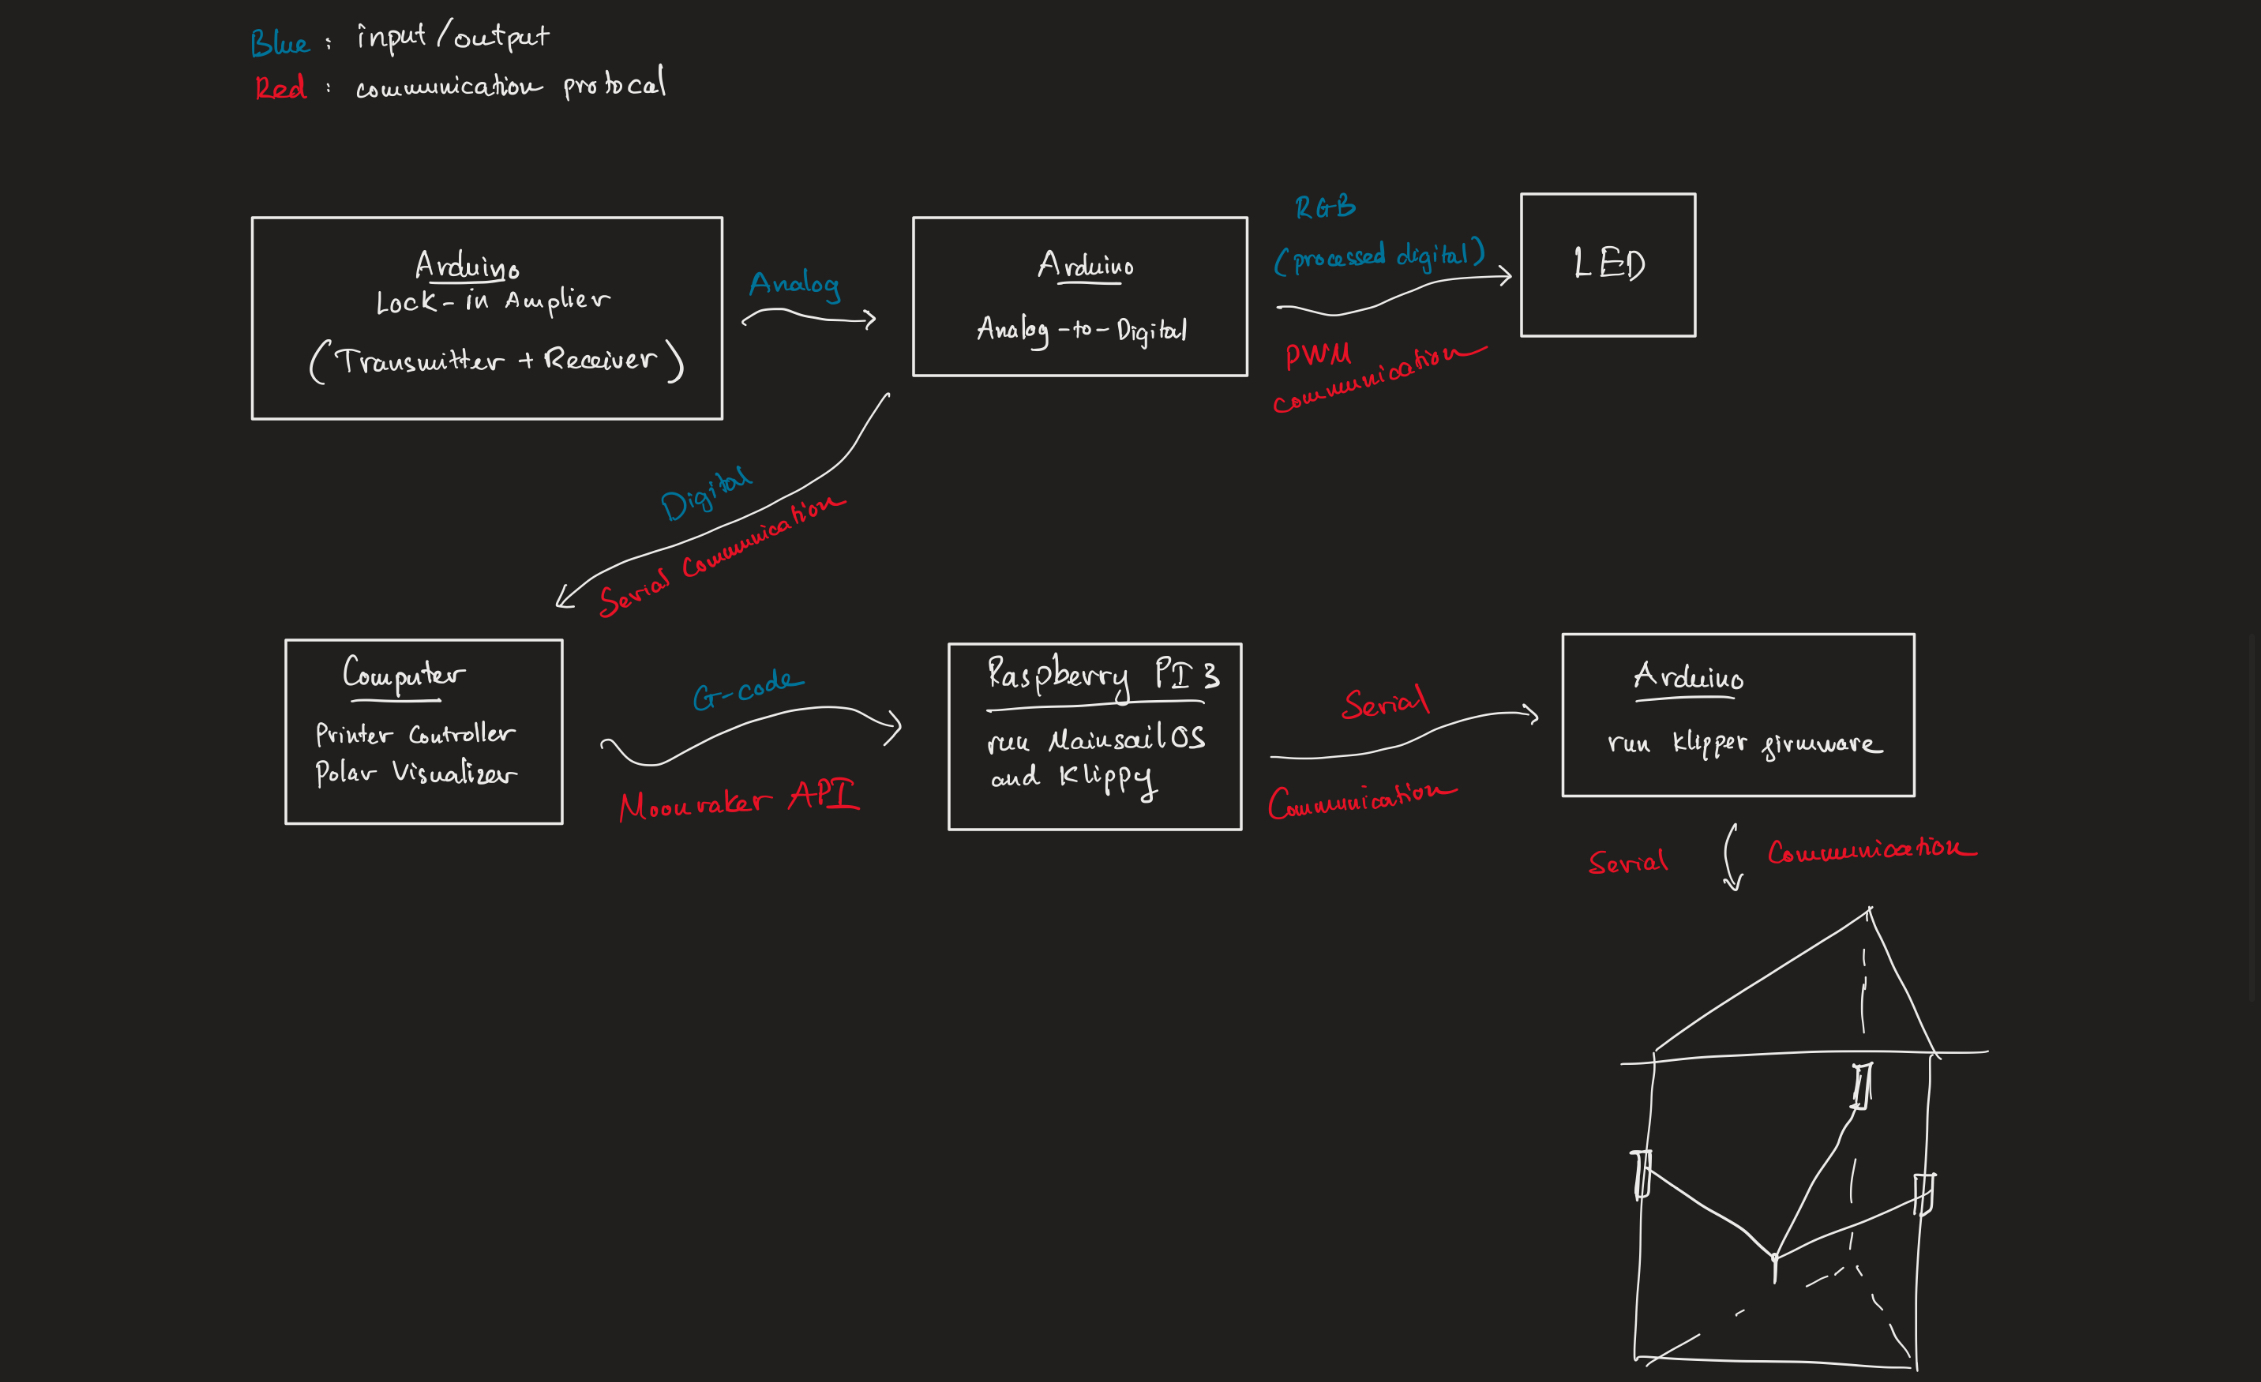 Blue : input/output
Red : communication protocal
Arduino
Lock-in Amplier
(Transmitter + Receiver)
Analog
Arduino
Analog-to-Digital
RGB
(processed digital)
PWM
communication
LED
Digital
Serial Communication
Computer
Printer Controller
Polar Visualizer
G-code
Moonraker API
Raspberry PI 3
run MainsailOS
and Klippy
Serial
Communication
Arduino
run Klipper firmware
Serial Communication